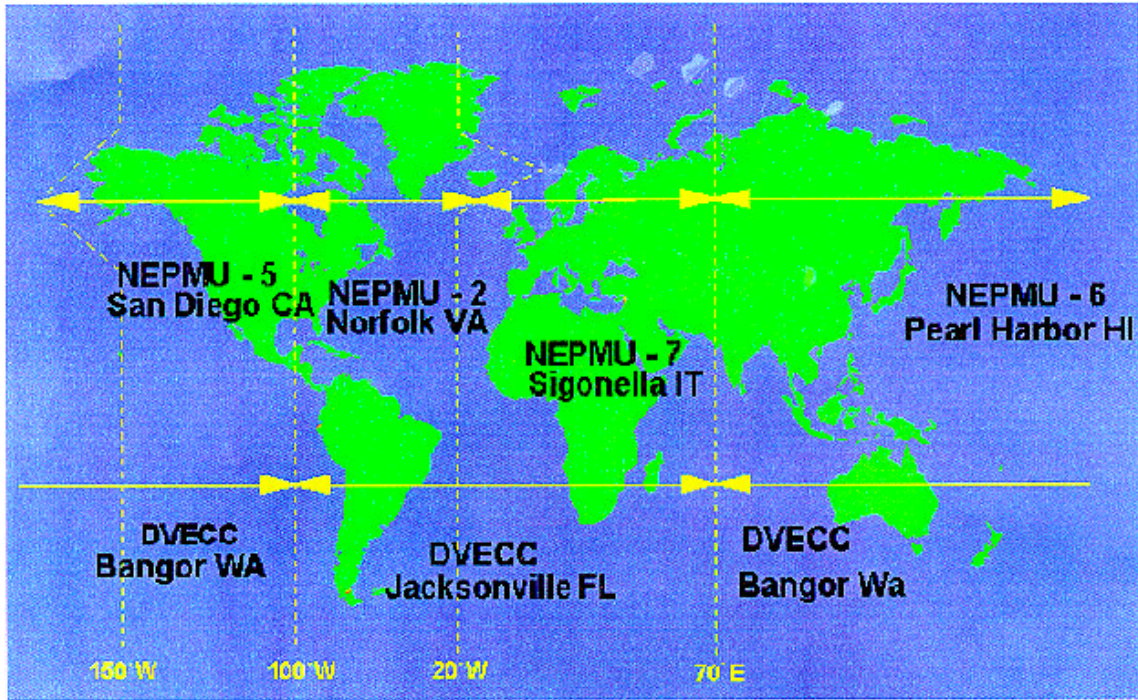 NEPMU - 5
San Diego CA
NEPMU - 2
Norfolk VA
NEPMU - 7
Sigonella IT
NEPMU - 6
Pearl Harbor HI
DVECC
Bangor WA
DVECC
Jacksonville FL
DVECC
Bangor Wa
150°W
100°W
20°W
70°E